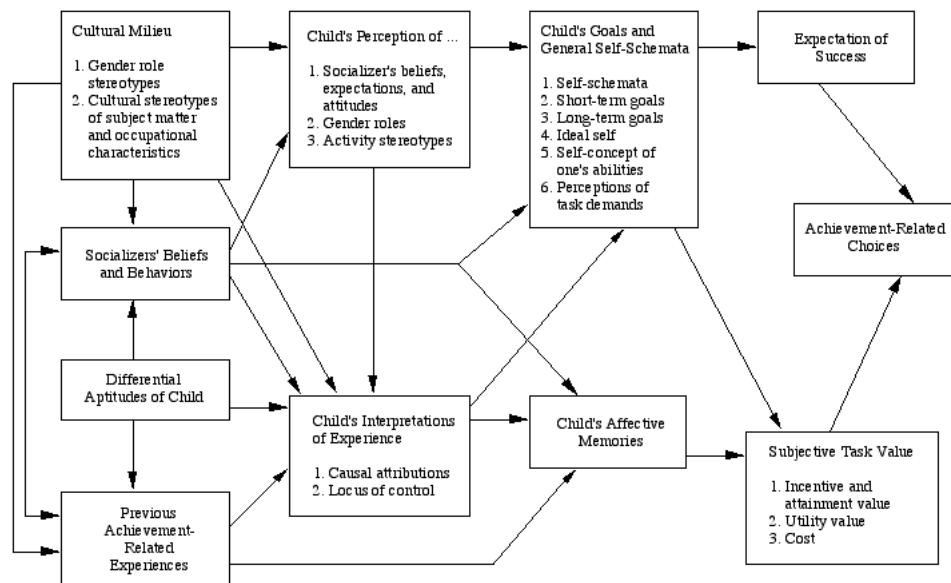 Cultural Milieu
1. Gender role
stereotypes
2. Cultural stereotypes
of subject matter
and occupational
characteristics
Child's Perception of ...
1. Socializer's beliefs,
expectations, and
attitudes
2. Gender roles
3. Activity stereotypes
Child's Goals and
General Self-Schemata
1. Self-schemata
2. Short-term goals
3. Long-term goals
4. Ideal self
5. Self-concept of
one's abilities
6. Perceptions of
task demands
Expectation of
Success
Socializers' Beliefs
and Behaviors
Achievement-Related
Choices
Differential
Aptitudes of Child
Child's Interpretations
of Experience
1. Causal attributions
2. Locus of control
Child's Affective
Memories
Subjective Task Value
1. Incentive and
attainment value
2. Utility value
3. Cost
Previous
Achievement-
Related
Experiences